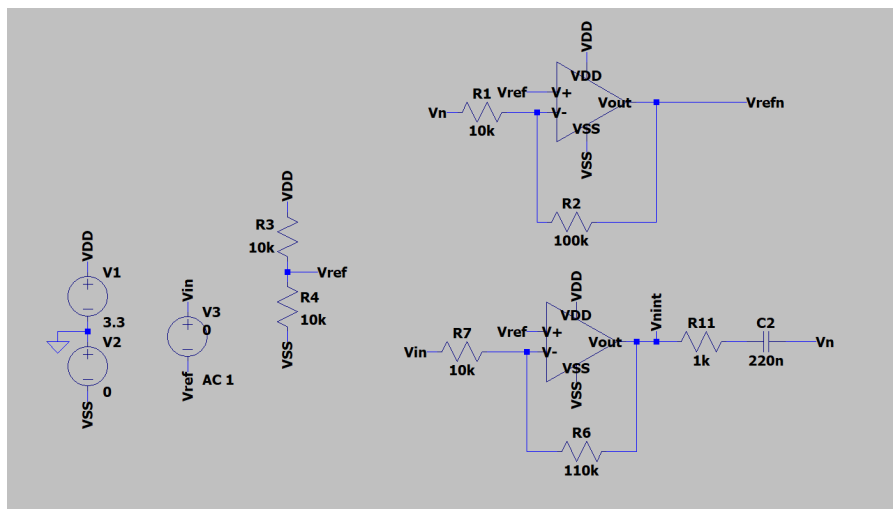 VDD
VDD
R1
Vref
V+
Vn
V-
Vout
Vrefn
10k
VSS
VSS
R2
100k
VDD
R3
10k
Vref
R4
10k
VSS
VDD
V1
3.3
V2
0
VSS
Vin
V3
0
Vref
AC 1
VDD
VDD
R7
Vref
V+
Vin
V-
Vout
10k
VSS
VSS
R6
110k
Vnint
R11
1k
C2
220n
Vn